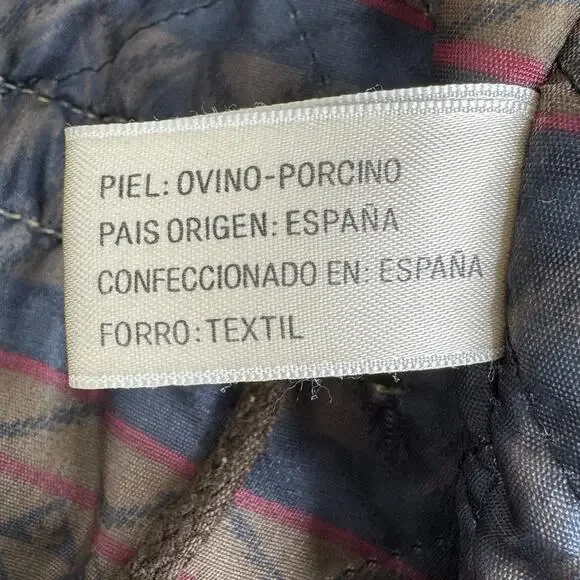 PIEL: OVINO-PORCINO
PAIS ORIGEN: ESPAÑA
CONFECCIONADO EN: ESPAÑA
FORRO: TEXTIL